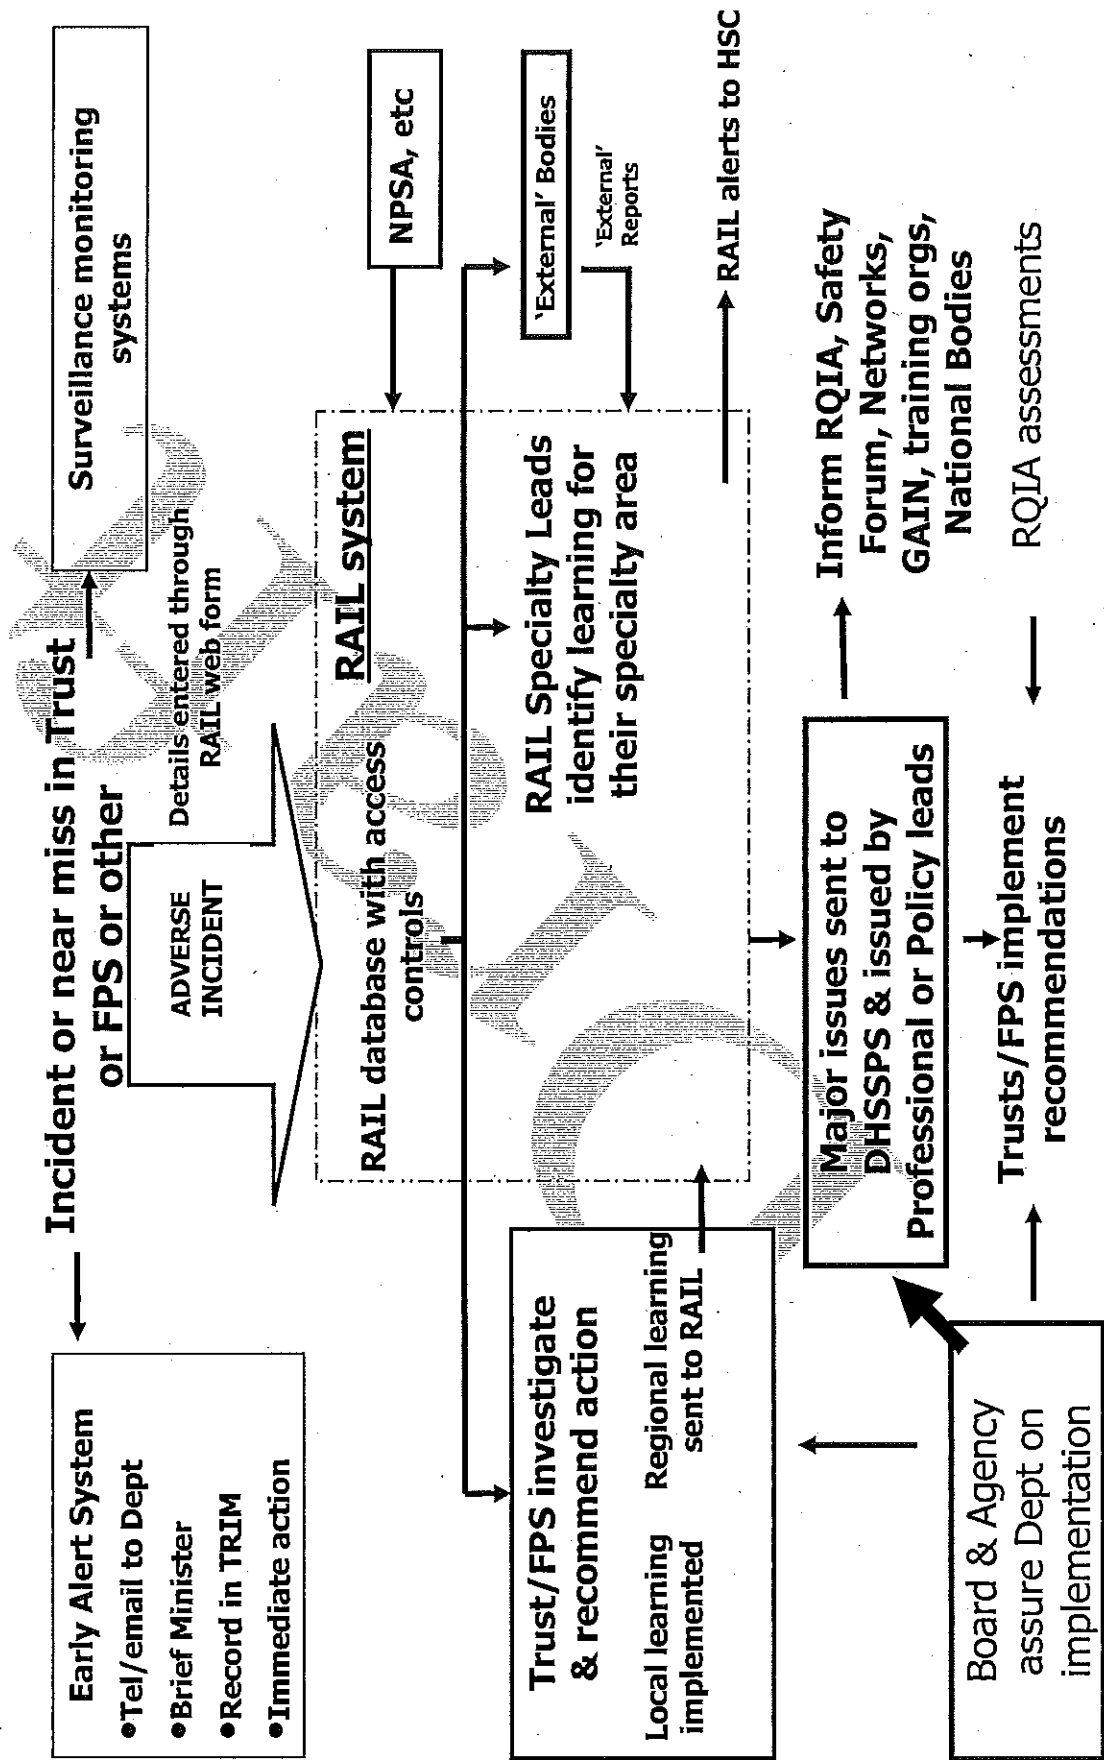 Incident or near miss in Trust
or FPS or other
Early Alert System
•Tel/email to Dept
•Brief Minister
•Record in TRIM
•Immediate action
Surveillance monitoring
systems
ADVERSE
INCIDENT
Details entered through
RAIL web form
RAIL database with access
controls
RAIL system
NPSA, etc
Trust/FPS investigate
& recommend action
Local learning
implemented
Regional learning
sent to RAIL
RAIL Specialty Leads
identify learning for
their specialty area
'External' Bodies
'External'
Reports
RAIL alerts to HSC
Major issues sent to
DHSSPS & issued by
Professional or Policy leads
Inform RQIA, Safety
Forum, Networks,
GAIN, training orgs,
National Bodies
Board & Agency
assure Dept on
implementation
Trusts/FPS implement
recommendations
RQIA assessments